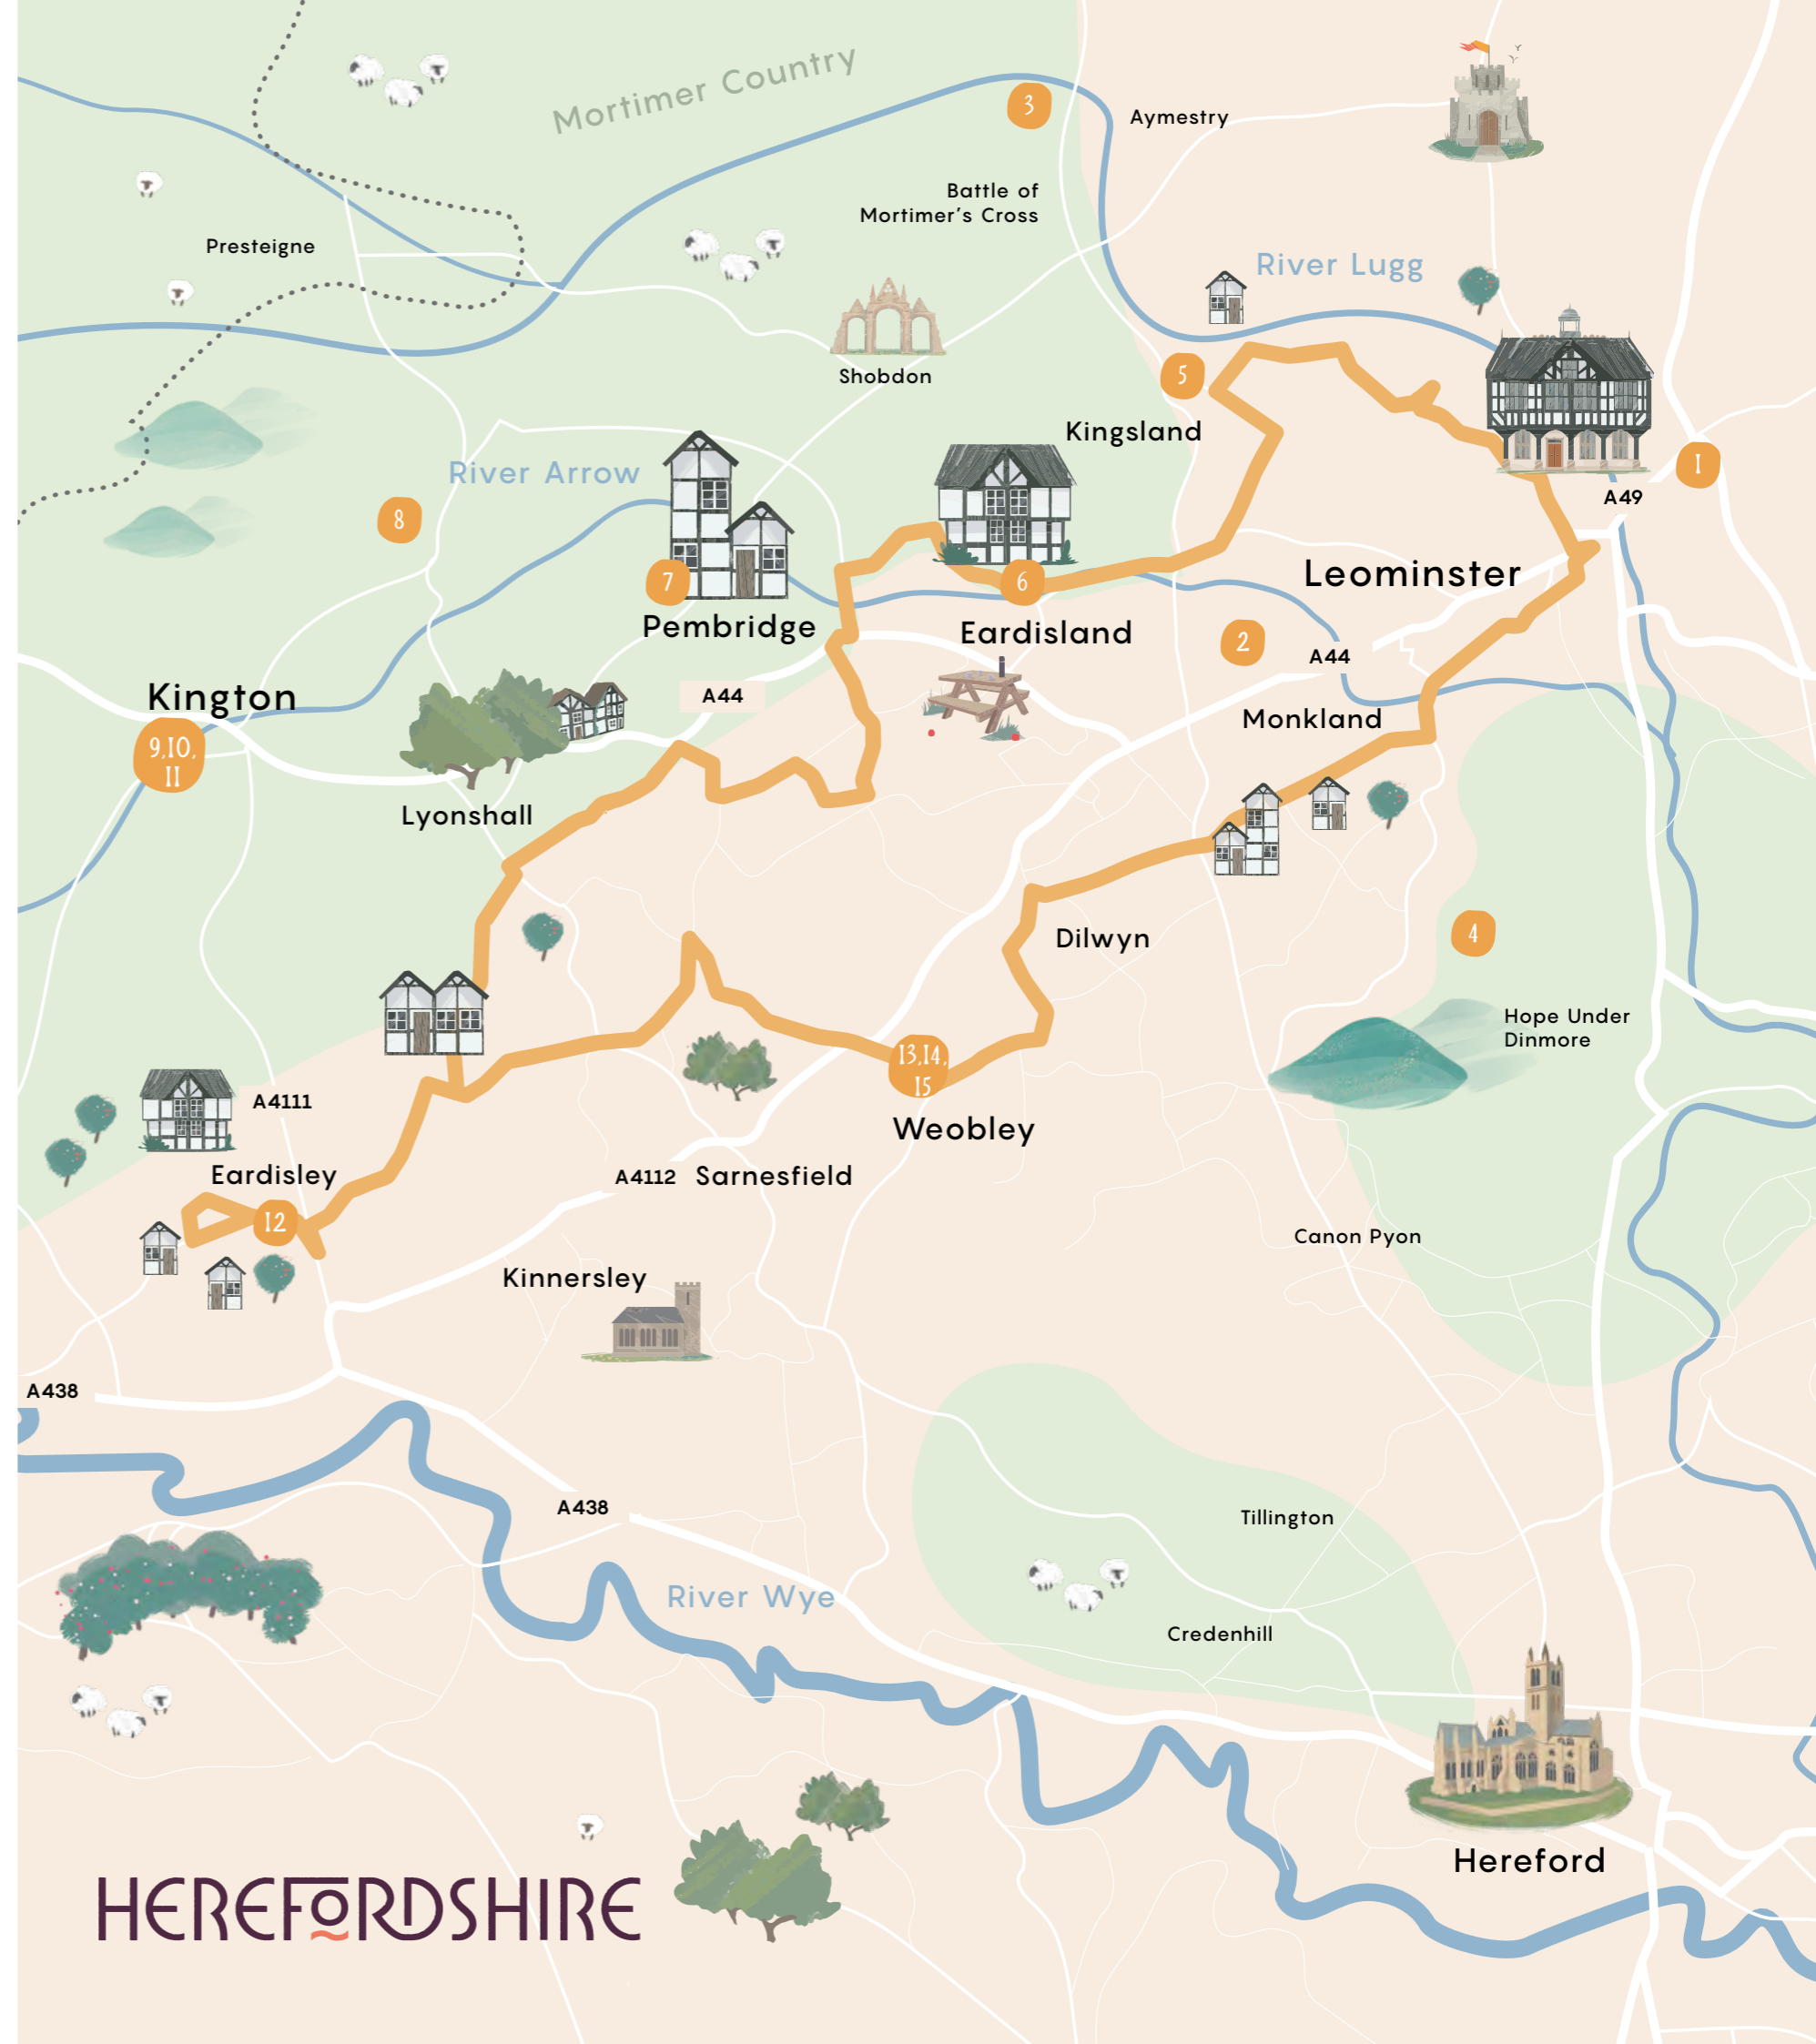 Mortimer Country
3
Aymestry
Battle of
Mortimer's Cross
Presteigne
River Lugg
Shobdon
5
Kingsland
River Arrow
1
A49
8
7
6
Leominster
Pembridge
Eardisland
2
A44
Kington
A44
Monkland
9,10,
11
Lyonshall
4
Dilwyn
Hope Under
Dinmore
13,14,
15
A4111
Weobley
Eardisley
A4112
Sarnesfield
12
Canon Pyon
Kinnersley
A438
A438
Tillington
River Wye
Credenhill
Hereford
HEREFORDSHIRE